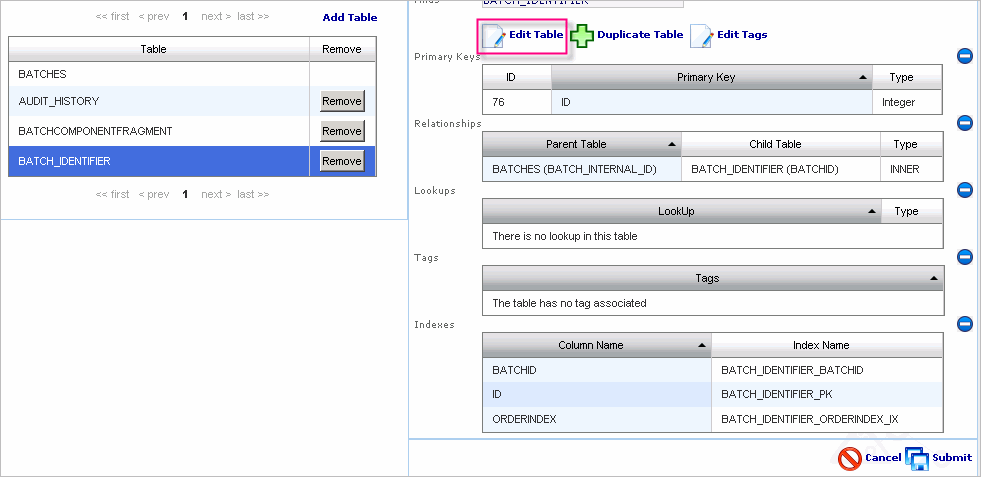 << first < prev 1 next > last >> Add Table
Table Remove
BATCHES
AUDIT_HISTORY Remove
BATCHCOMPONENTFRAGMENT Remove
BATCH_IDENTIFIER Remove
<< first < prev 1 next > last >>
BATCH_IDENTIFIER
Edit Table Duplicate Table Edit Tags
Primary Keys
ID Primary Key Type
76 ID Integer
Relationships
Parent Table Child Table Type
BATCHES (BATCH_INTERNAL_ID) BATCH_IDENTIFIER (BATCHID) INNER
Lookups
LookUp Type
There is no lookup in this table
Tags
Tags
The table has no tag associated
Indexes
Column Name Index Name
BATCHID BATCH_IDENTIFIER_BATCHID
ID BATCH_IDENTIFIER_PK
ORDERINDEX BATCH_IDENTIFIER_ORDERINDEX_IX
Cancel Submit